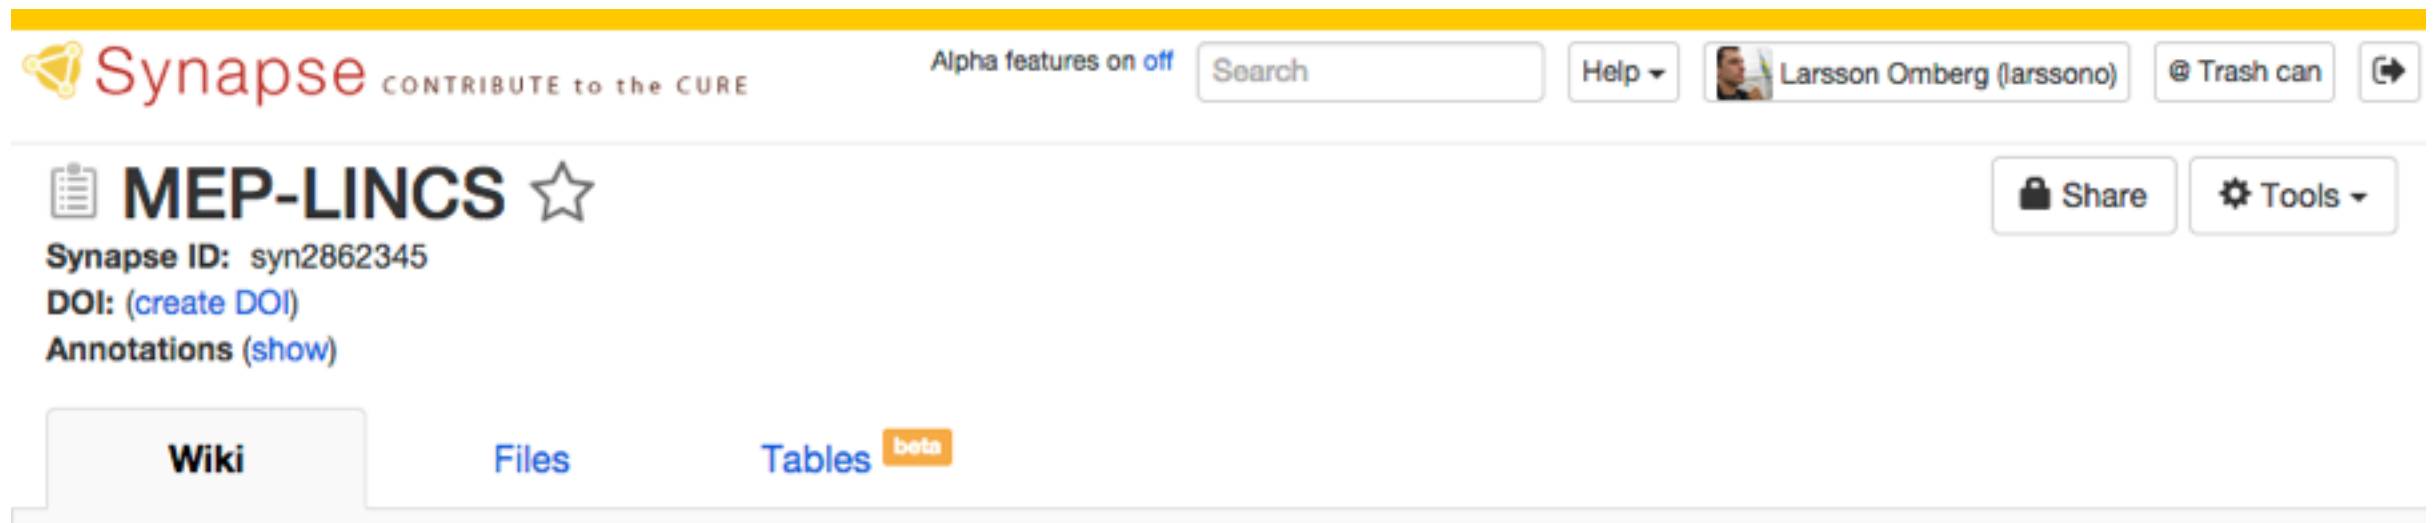 Synapse CONTRIBUTE to the CURE
Alpha features on off
Search
Help
Larsson Omberg (larssono)
Trash can
MEP-LINCS
Share
Tools
Synapse ID: syn2862345
DOI: (create DOI)
Annotations (show)
Wiki
Files
Tables beta